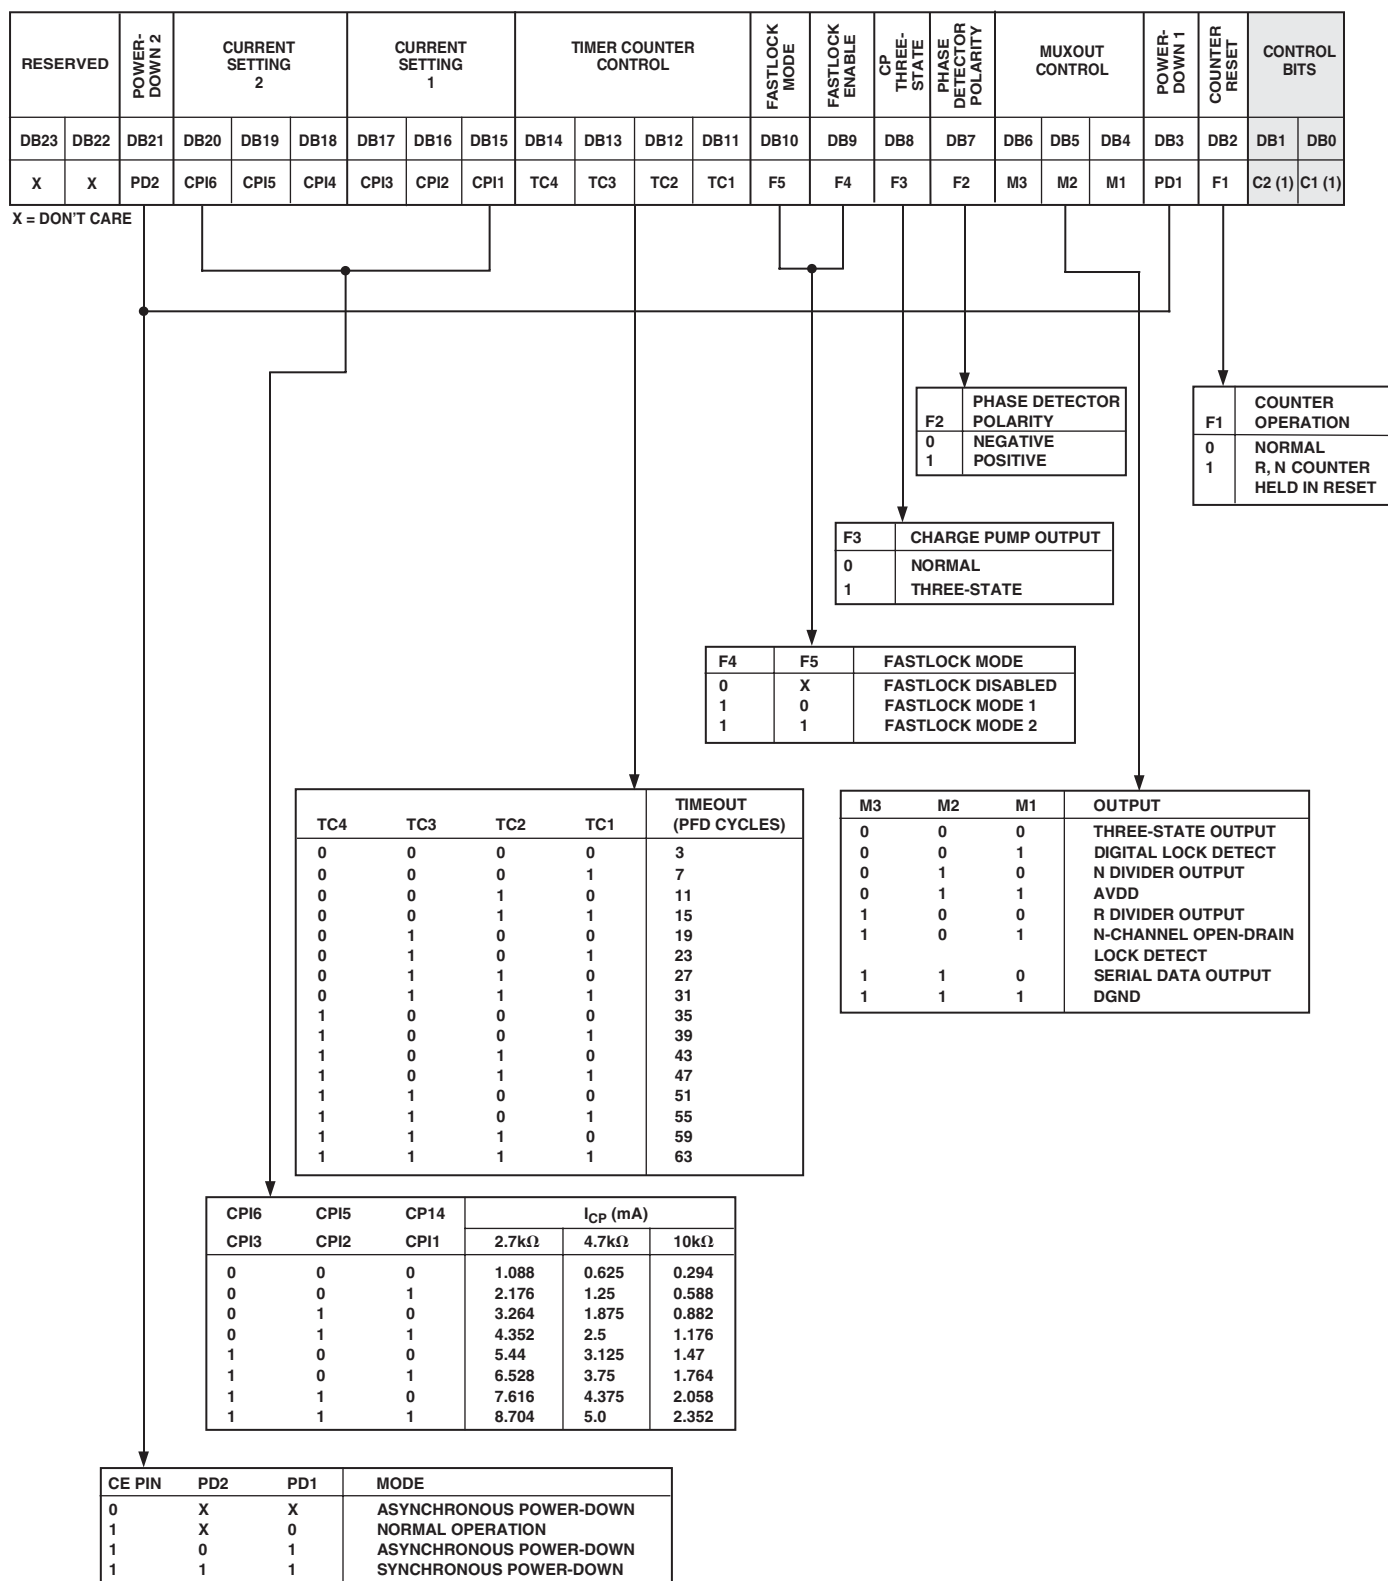 RESERVED
POWER-
DOWN 2
CURRENT
SETTING
2
CURRENT
SETTING
1
TIMER COUNTER
CONTROL
FASTLOCK
MODE
FASTLOCK
ENABLE
CP
THREE-
STATE
PHASE
DETECTOR
POLARITY
MUXOUT
CONTROL
POWER-
DOWN 1
COUNTER
RESET
CONTROL
BITS
DB23 DB22 DB21 DB20 DB19 DB18 DB17 DB16 DB15 DB14 DB13 DB12 DB11 DB10 DB9 DB8 DB7 DB6 DB5 DB4 DB3 DB2 DB1 DB0
X X PD2 CPI6 CPI5 CPI4 CPI3 CPI2 CPI1 TC4 TC3 TC2 TC1 F5 F4 F3 F2 M3 M2 M1 PD1 F1 C2 (1) C1 (1)
X = DON'T CARE
PHASE DETECTOR
F2 POLARITY
0 NEGATIVE
1 POSITIVE
COUNTER
F1 OPERATION
0 NORMAL
1 R, N COUNTER
HELD IN RESET
F3 CHARGE PUMP OUTPUT
0 NORMAL
1 THREE-STATE
F4 F5 FASTLOCK MODE
0 X FASTLOCK DISABLED
1 0 FASTLOCK MODE 1
1 1 FASTLOCK MODE 2
TIMEOUT
TC4 TC3 TC2 TC1 (PFD CYCLES)
0 0 0 0 3
0 0 0 1 7
0 0 1 0 11
0 0 1 1 15
0 1 0 0 19
0 1 0 1 23
0 1 1 0 27
0 1 1 1 31
1 0 0 0 35
1 0 0 1 39
1 0 1 0 43
1 0 1 1 47
1 1 0 0 51
1 1 0 1 55
1 1 1 0 59
1 1 1 1 63
M3 M2 M1 OUTPUT
0 0 0 THREE-STATE OUTPUT
0 0 1 DIGITAL LOCK DETECT
0 1 0 N DIVIDER OUTPUT
0 1 1 AVDD
1 0 0 R DIVIDER OUTPUT
1 0 1 N-CHANNEL OPEN-DRAIN
LOCK DETECT
1 1 0 SERIAL DATA OUTPUT
1 1 1 DGND
CPI6 CPI5 CP14 ICP (mA)
CPI3 CPI2 CPI1 2.7kΩ 4.7kΩ 10kΩ
0 0 0 1.088 0.625 0.294
0 0 1 2.176 1.25 0.588
0 1 0 3.264 1.875 0.882
0 1 1 4.352 2.5 1.176
1 0 0 5.44 3.125 1.47
1 0 1 6.528 3.75 1.764
1 1 0 7.616 4.375 2.058
1 1 1 8.704 5.0 2.352
CE PIN PD2 PD1 MODE
0 X X ASYNCHRONOUS POWER-DOWN
1 X 0 NORMAL OPERATION
1 0 1 ASYNCHRONOUS POWER-DOWN
1 1 1 SYNCHRONOUS POWER-DOWN